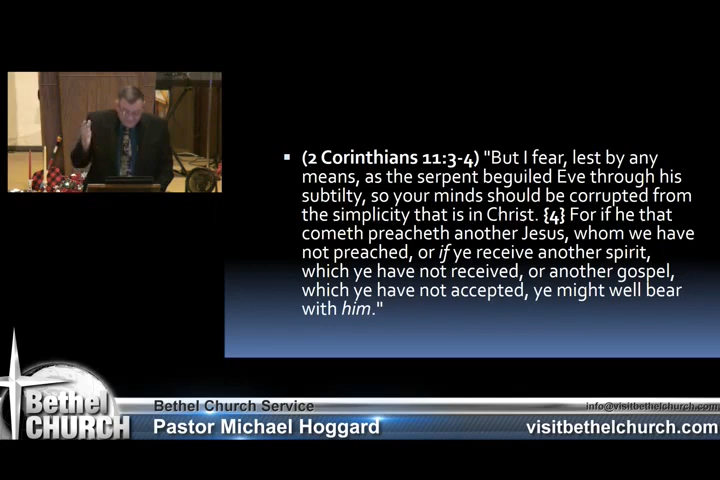 (2 Corinthians 11:3-4) "But I fear, lest by any
means, as the serpent beguiled Eve through his
subtilty, so your minds should be corrupted from
the simplicity that is in Christ. {4} For if he that
cometh preacheth another Jesus, whom we have
not preached, or if ye receive another spirit,
which ye have not received, or another gospel,
which ye have not accepted, ye might well bear
with him."
Bethel
CHURCH
Bethel Church Service
info@visitbethelchurch.com
Pastor Michael Hoggard
visitbethelchurch.com